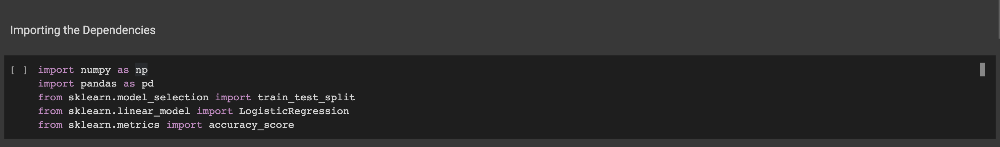 Importing the Dependencies
[ ] import numpy as np
import pandas as pd
from sklearn.model_selection import train_test_split
from sklearn.linear_model import LogisticRegression
from sklearn.metrics import accuracy_score